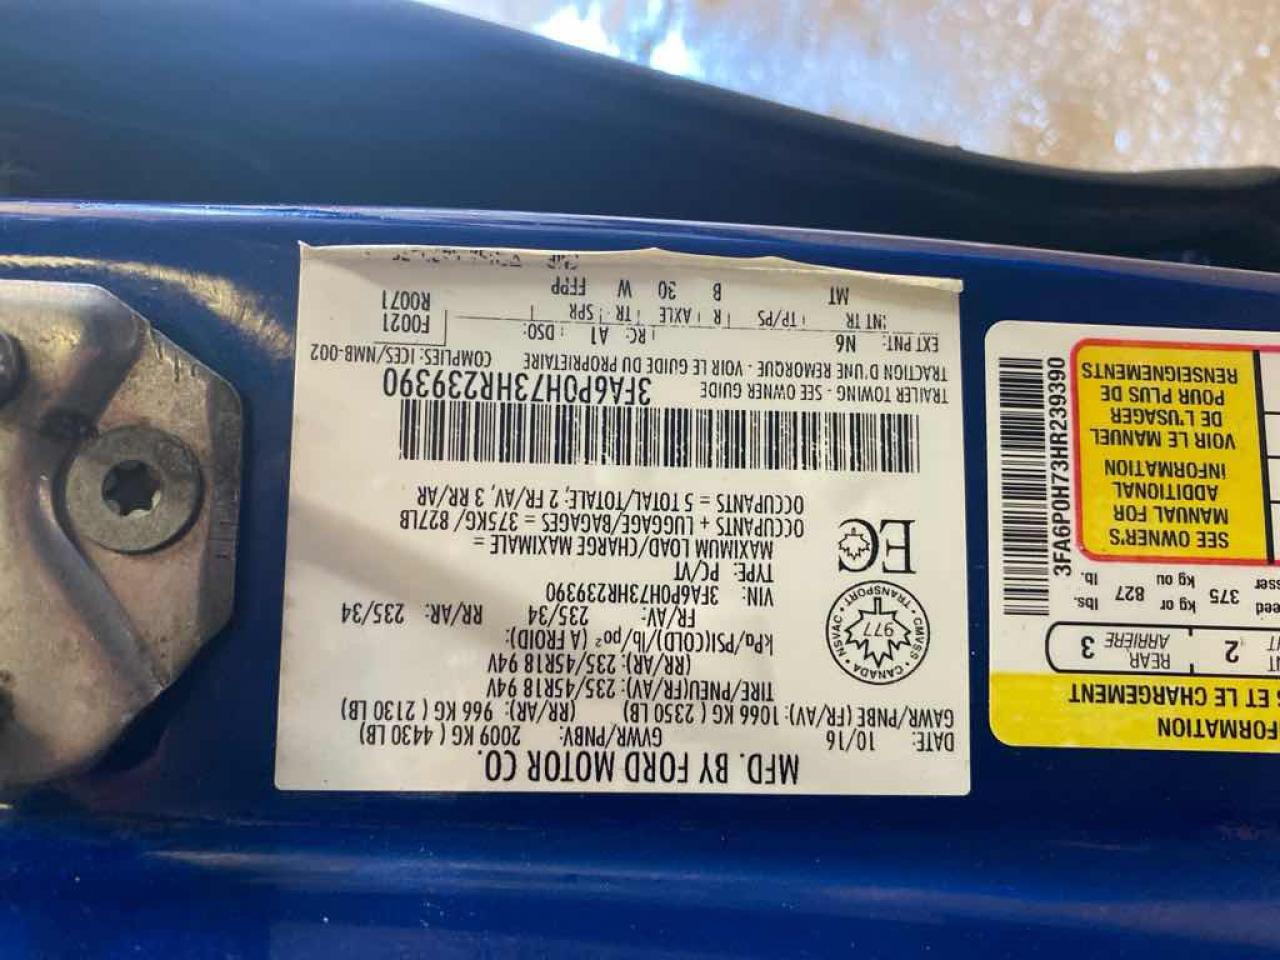 MFD. BY FORD MOTOR CO.
DATE: 10/16 GVWR/PNBV: 2009 KG ( 4430 LB)
GAWR/PNBE (FR/AV): 1066 KG ( 2350 LB) (RR/AR): 966 KG ( 2130 LB)
TIRE/PNEU(FR/AV): 235/45R18 94V
(RR/AR): 235/45R18 94V
kPa/PSI(COLD)/lb/po² (A FROID):
FR/AV: 235/34 RR/AR: 235/34
VIN: 3FA6P0H73HR239390
TYPE: PC/VT
MAXIMUM LOAD/CHARGE MAXIMALE =
OCCUPANTS + LUGGAGE/BAGAGES = 375KG/ 827LB
OCCUPANTS = 5 TOTAL/TOTALE, 2 FR/AV, 3 RR/AR
CMVSS • CANADA • NSVAC • TRANSPORT •
977
EC
3FA6P0H73HR239390
TRAILER TOWING - SEE OWNER GUIDE
TRACTION D'UNE REMORQUE - VOIR LE GUIDE DU PROPRIETAIRE
COMPLIES: ICES/NMB-002
EXT PNT: N6 RC: A1 DSO: F0021
INT TR TP/PS R AXLE TR SPR R0071
MT B 30 W FFPP
FORMATION
ET LE CHARGEMENT
2 REAR ARRIÈRE 3
375 kg ou kg or 827 lbs. lb.
SEE OWNER'S
MANUAL FOR
ADDITIONAL
INFORMATION
VOIR LE MANUEL
DE L'USAGER
POUR PLUS DE
RENSEIGNEMENTS
3FA6P0H73HR239390